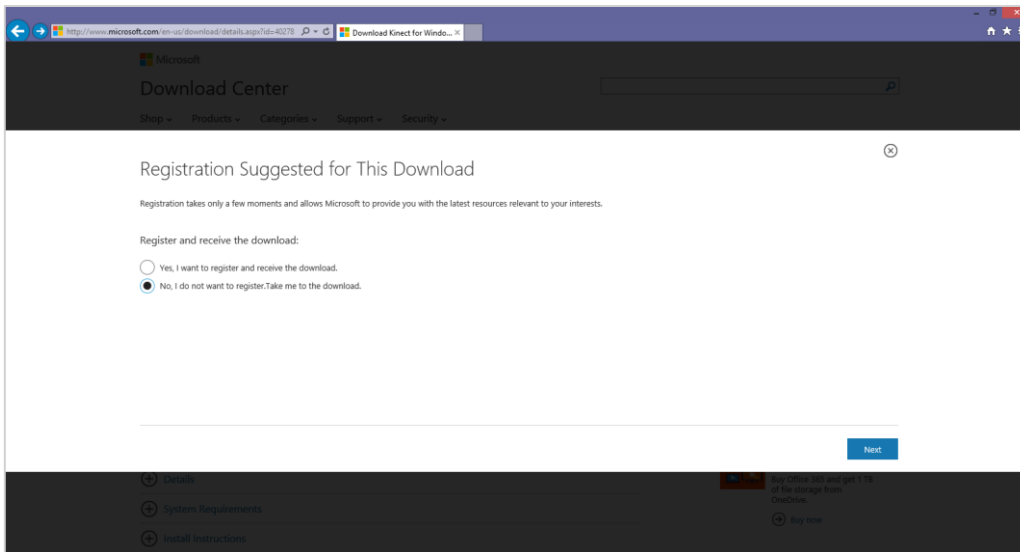 http://www.microsoft.com/en-us/download/details.aspx?id=40278
Download Kinect for Windo...
Microsoft
Download Center
Shop Products Categories Support Security
Registration Suggested for This Download
Registration takes only a few moments and allows Microsoft to provide you with the latest resources relevant to your interests.
Register and receive the download:
Yes, I want to register and receive the download.
No, I do not want to register.Take me to the download.
Next
Details
System Requirements
Install Instructions
Buy Office 365 and get 1 TB
of file storage from
OneDrive.
Buy now